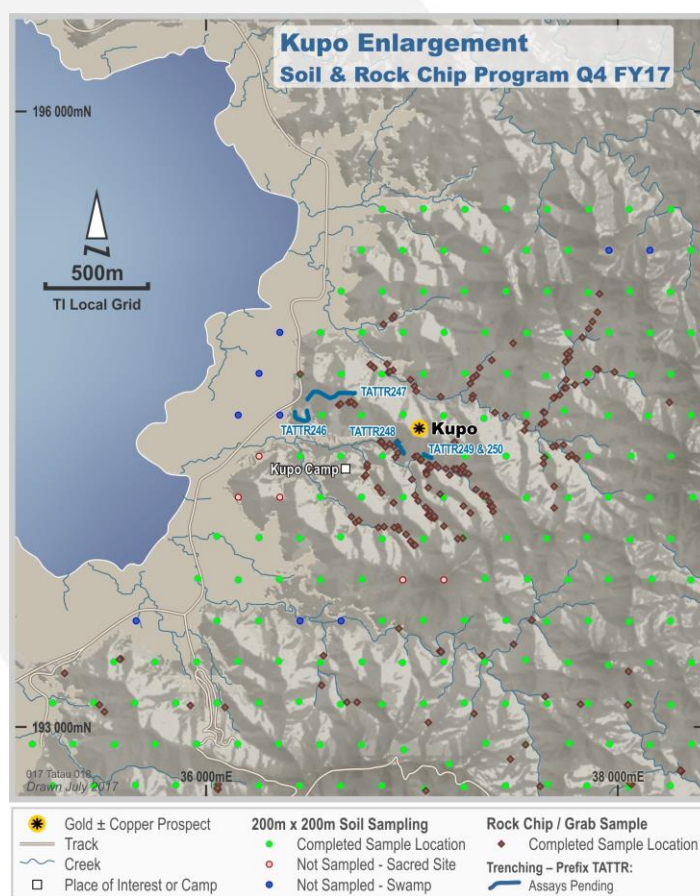 Kupo Enlargement
Soil & Rock Chip Program Q4 FY17
196 000mN
500m
TI Local Grid
TATTR247
TATTR246
TATTR248
Kupo
TATTR249 & 250
Kupo Camp
193 000mN
017 Tatau 018
Drawn July 2017
36 000mE
38 000mE
Gold ± Copper Prospect
Track
Creek
Place of Interest or Camp
200m x 200m Soil Sampling
Completed Sample Location
Not Sampled - Sacred Site
Not Sampled - Swamp
Rock Chip / Grab Sample
Completed Sample Location
Trenching – Prefix TATTR:
Assays Pending